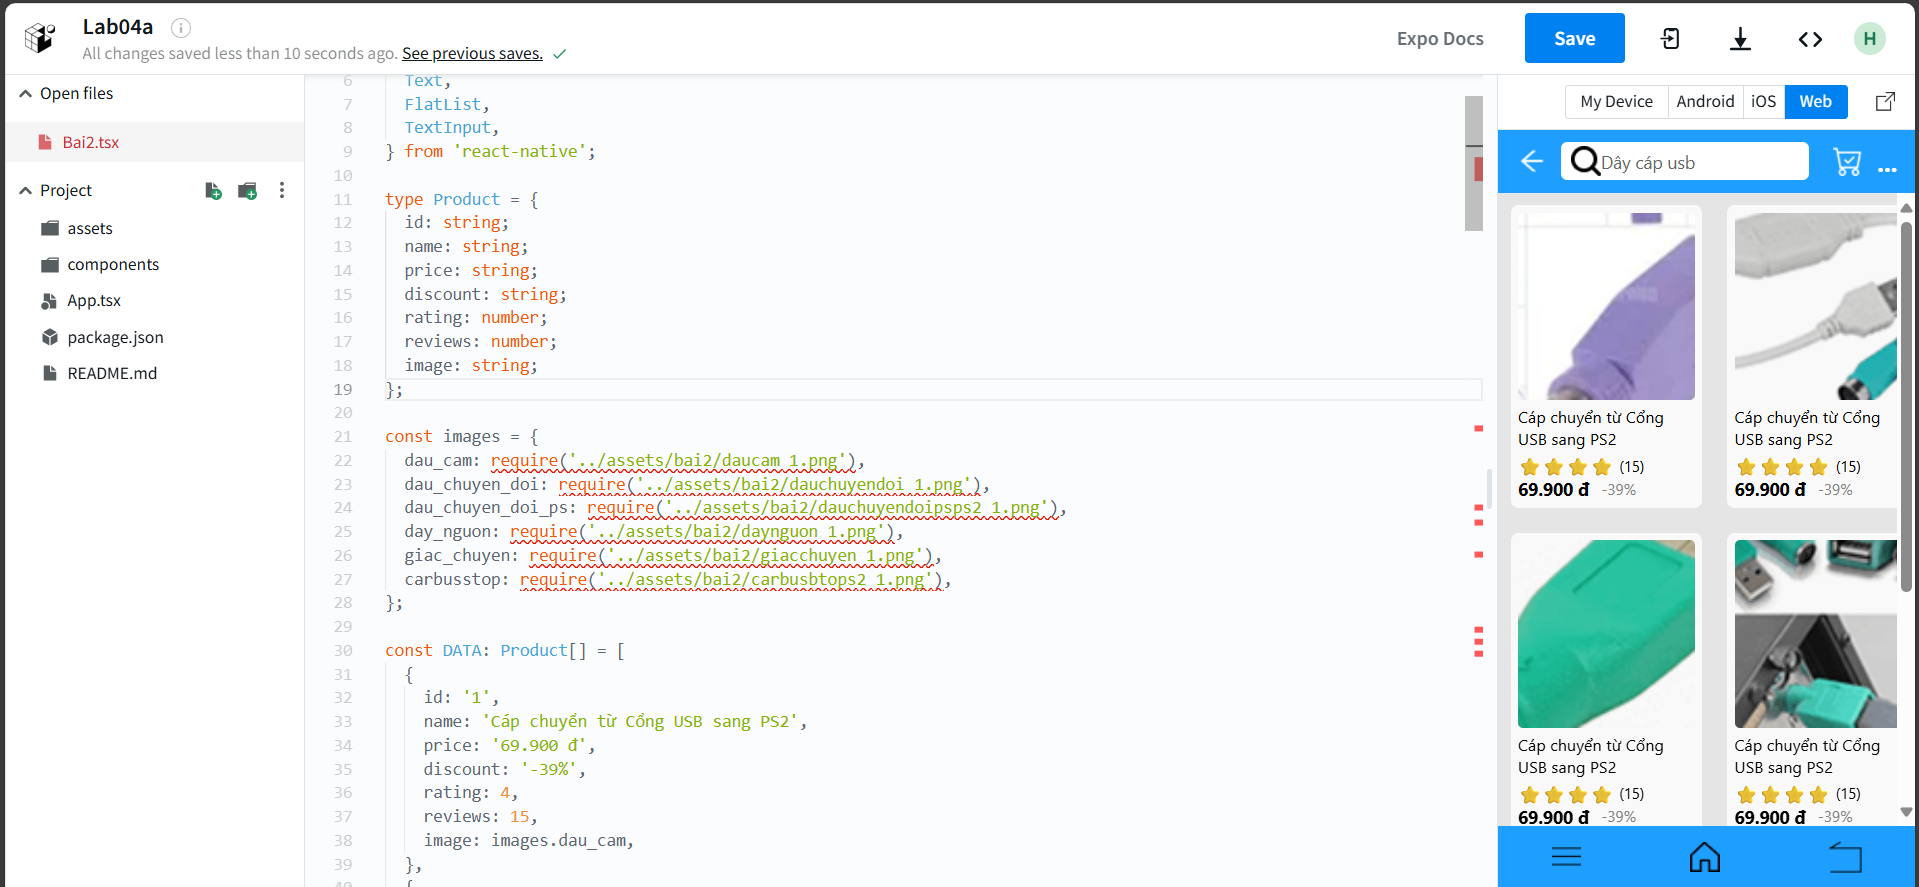 Lab04a
All changes saved less than 10 seconds ago. See previous saves.
Expo Docs
Save
H
Open files
Bai2.tsx
Project
assets
components
App.tsx
package.json
README.md
6 Text,
7 FlatList,
8 TextInput,
9 } from 'react-native';
10
11 type Product = {
12 id: string;
13 name: string;
14 price: string;
15 discount: string;
16 rating: number;
17 reviews: number;
18 image: string;
19 };
20
21 const images = {
22 dau_cam: require('../assets/bai2/daucam 1.png'),
23 dau_chuyen_doi: require('../assets/bai2/dauchuyendoi 1.png'),
24 dau_chuyen_doi_ps: require('../assets/bai2/dauchuyendoipsps2 1.png'),
25 day_nguon: require('../assets/bai2/daynguon 1.png'),
26 giac_chuyen: require('../assets/bai2/giacchuyen 1.png'),
27 carbusstop: require('../assets/bai2/carbusbtops2 1.png'),
28 };
29
30 const DATA: Product[] = [
31 {
32 id: '1',
33 name: 'Cáp chuyển từ Cổng USB sang PS2',
34 price: '69.900 đ',
35 discount: '-39%',
36 rating: 4,
37 reviews: 15,
38 image: images.dau_cam,
39 },
40 {
My Device
Android
iOS
Web
Dây cáp usb
...
Cáp chuyển từ Cổng
USB sang PS2
(15)
69.900 đ -39%
Cáp chuyển từ Cổng
USB sang PS2
(15)
69.900 đ -39%
Cáp chuyển từ Cổng
USB sang PS2
(15)
69.900 đ -39%
Cáp chuyển từ Cổng
USB sang PS2
(15)
69.900 đ -39%